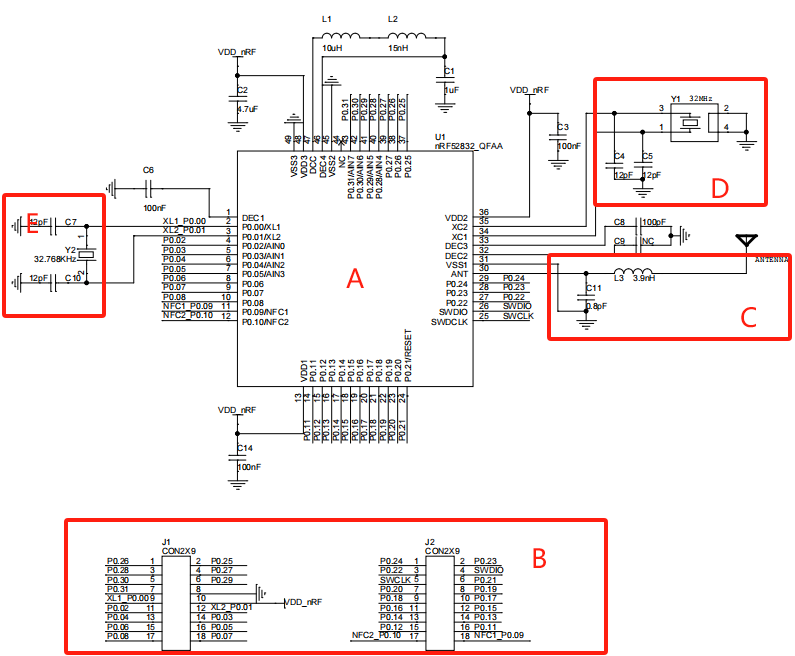 L1 L2
10uH 15nH
VDD_nRF
C1
1uF
C2
4.7uF
VDD_nRF
C3
100nF
Y1 32MHz
3 2
1 4
C4 C5
12pF 12pF
D
P0.31 P0.30 P0.29 P0.28 P0.27 P0.26 P0.25
49 48 47 46 45 44 43 42 41 40 39 38 37
U1
nRF52832_QFAA
VSS3 VDD3 DCC DEC4 VSS2 NC P0.31/AIN7 P0.30/AIN6 P0.29/AIN5 P0.28/AIN4 P0.27 P0.26 P0.25
C6
100nF
1 DEC1
XL1_P0.00 2 P0.00/XL1
XL2_P0.01 3 P0.01/XL2
P0.02 4 P0.02/AIN0
P0.03 5 P0.03/AIN1
P0.04 6 P0.04/AIN2
P0.05 7 P0.05/AIN3
P0.06 8 P0.06
P0.07 9 P0.07
P0.08 10 P0.08
NFC1_P0.09 11 P0.09/NFC1
NFC2_P0.10 12 P0.10/NFC2
E
12pF C7
1
Y2
32.768KHz
2
12pF C10
A
VDD2 36
XC2 35
XC1 34
DEC3 33
DEC2 32
VSS1 31
ANT 30
P0.24 29 P0.24
P0.23 28 P0.23
P0.22 27 P0.22
SWDIO 26 SWDIO
SWDCLK 25 SWCLK
C8 100pF
C9 NC
ANTENNA
L3 3.9nH
C11
0.8pF
C
VDD1 P0.11 P0.12 P0.13 P0.14 P0.15 P0.16 P0.17 P0.18 P0.19 P0.20 P0.21/RESET
13 14 15 16 17 18 19 20 21 22 23 24
P0.11 P0.12 P0.13 P0.14 P0.15 P0.16 P0.17 P0.18 P0.19 P0.20 P0.21
VDD_nRF
C14
100nF
B
J1
CON2X9
P0.26 1 2 P0.25
P0.28 3 4 P0.27
P0.30 5 6 P0.29
P0.31 7 8
XL1_P0.00 9 10 VDD_nRF
P0.02 11 12 XL2_P0.01
P0.04 13 14 P0.03
P0.06 15 16 P0.05
P0.08 17 18 P0.07
J2
CON2X9
P0.24 1 2 P0.23
P0.22 3 4 SWDIO
SWCLK 5 6 P0.21
P0.20 7 8 P0.19
P0.18 9 10 P0.17
P0.16 11 12 P0.15
P0.14 13 14 P0.13
P0.12 15 16 P0.11
NFC2_P0.10 17 18 NFC1_P0.09